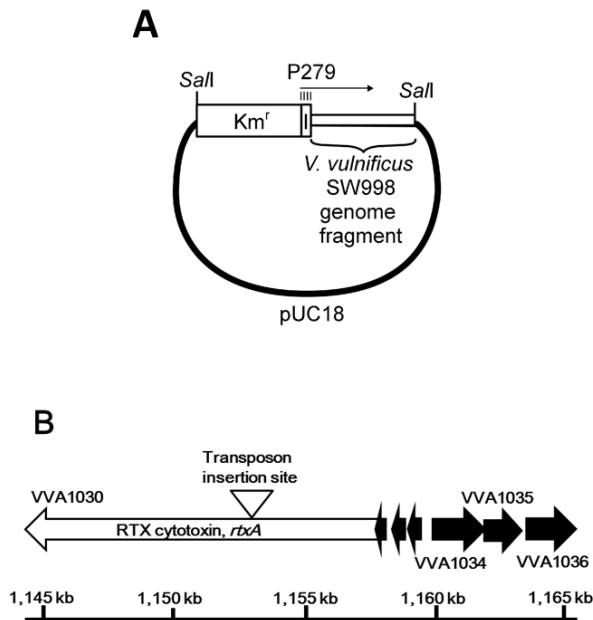 A
SalI
P279
SalI
Kmʳ
I
V. vulnificus
SW998
genome
fragment
pUC18
B
Transposon
insertion site
VVA1030
VVA1035
RTX cytotoxin, rtxA
VVA1034
VVA1036
1,145 kb
1,150 kb
1,155 kb
1,160 kb
1,165 kb